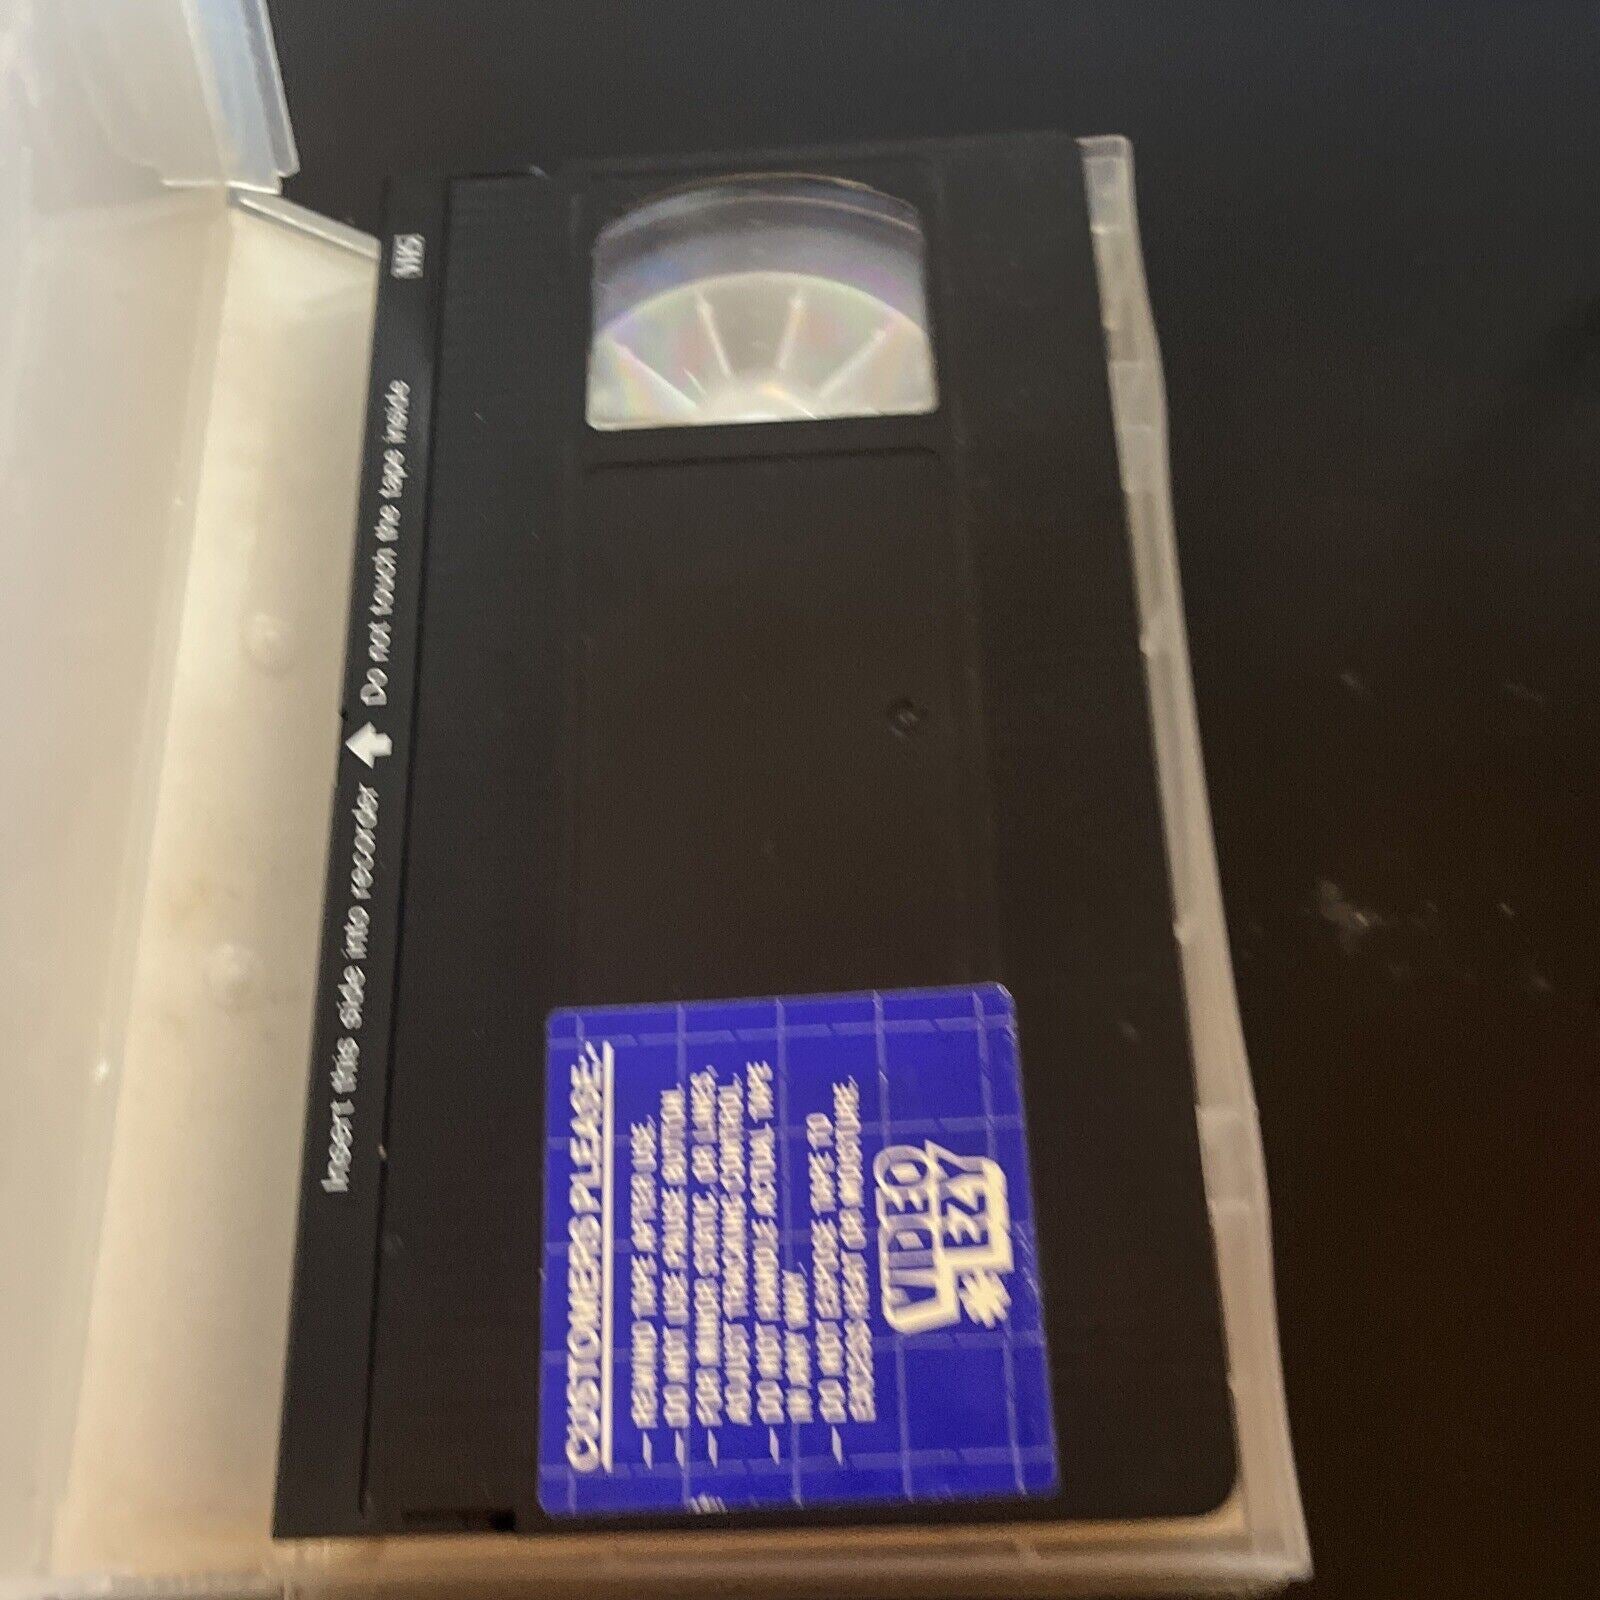 VHS
Insert this side into recorder ⬆ Do not touch the tape inside
CUSTOMERS PLEASE:
— REWIND TAPE AFTER USE.
— DO NOT USE PAUSE BUTTON.
— FOR MINOR STATIC, OR LINES,
ADJUST TRACKING CONTROL.
— DO NOT HANDLE ACTUAL TAPE
IN ANY WAY.
— DO NOT EXPOSE TAPE TO
EXCESS HEAT OR MOISTURE.
VIDEO
EZY